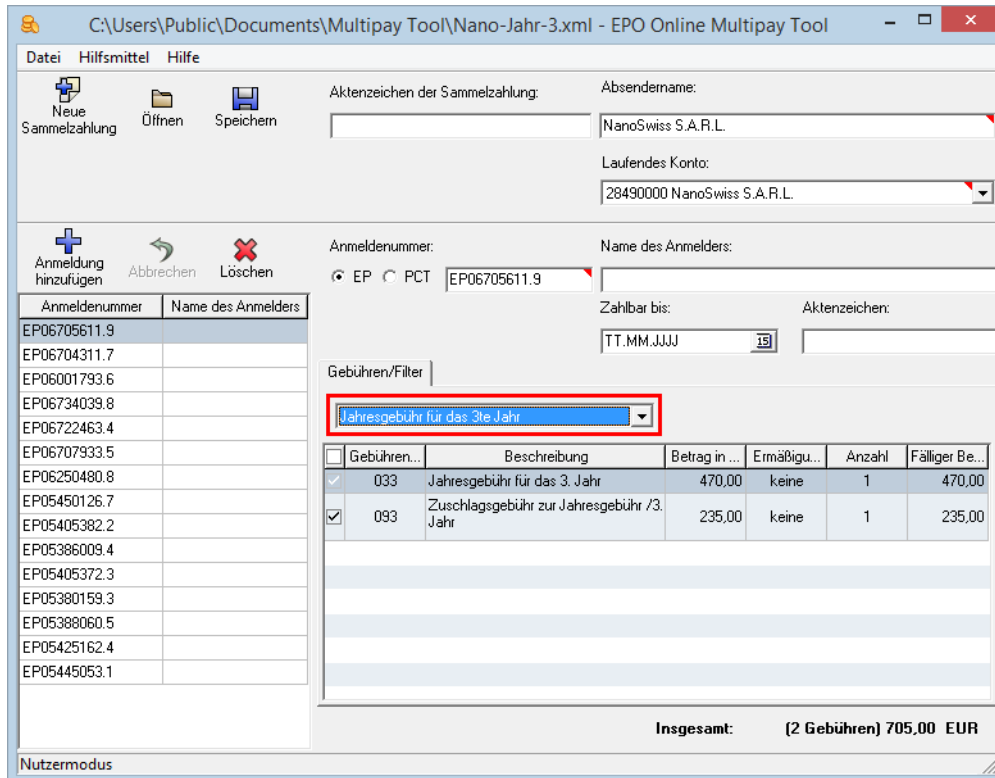 C:\Users\Public\Documents\Multipay Tool\Nano-Jahr-3.xml - EPO Online Multipay Tool
Datei Hilfsmittel Hilfe
Neue Sammelzahlung
Öffnen
Speichern
Aktenzeichen der Sammelzahlung:
Absendername:
NanoSwiss S.A.R.L.
Laufendes Konto:
28490000 NanoSwiss S.A.R.L.
Anmeldung hinzufügen
Abbrechen
Löschen
Anmeldenummer:
Name des Anmelders:
EP PCT EP06705611.9
Zahlbar bis:
Aktenzeichen:
TT.MM.JJJJ 15
Anmeldenummer Name des Anmelders
EP06705611.9
EP06704311.7
EP06001793.6
EP06734039.8
EP06722463.4
EP06707933.5
EP06250480.8
EP05450126.7
EP05405382.2
EP05386009.4
EP05405372.3
EP05380159.3
EP05388060.5
EP05425162.4
EP05445053.1
Gebühren/Filter
Jahresgebühr für das 3te Jahr
Gebühren... Beschreibung Betrag in ... Ermäßigu... Anzahl Fälliger Be...
033 Jahresgebühr für das 3. Jahr 470,00 keine 1 470,00
093 Zuschlagsgebühr zur Jahresgebühr /3. Jahr 235,00 keine 1 235,00
Insgesamt: (2 Gebühren) 705,00 EUR
Nutzermodus